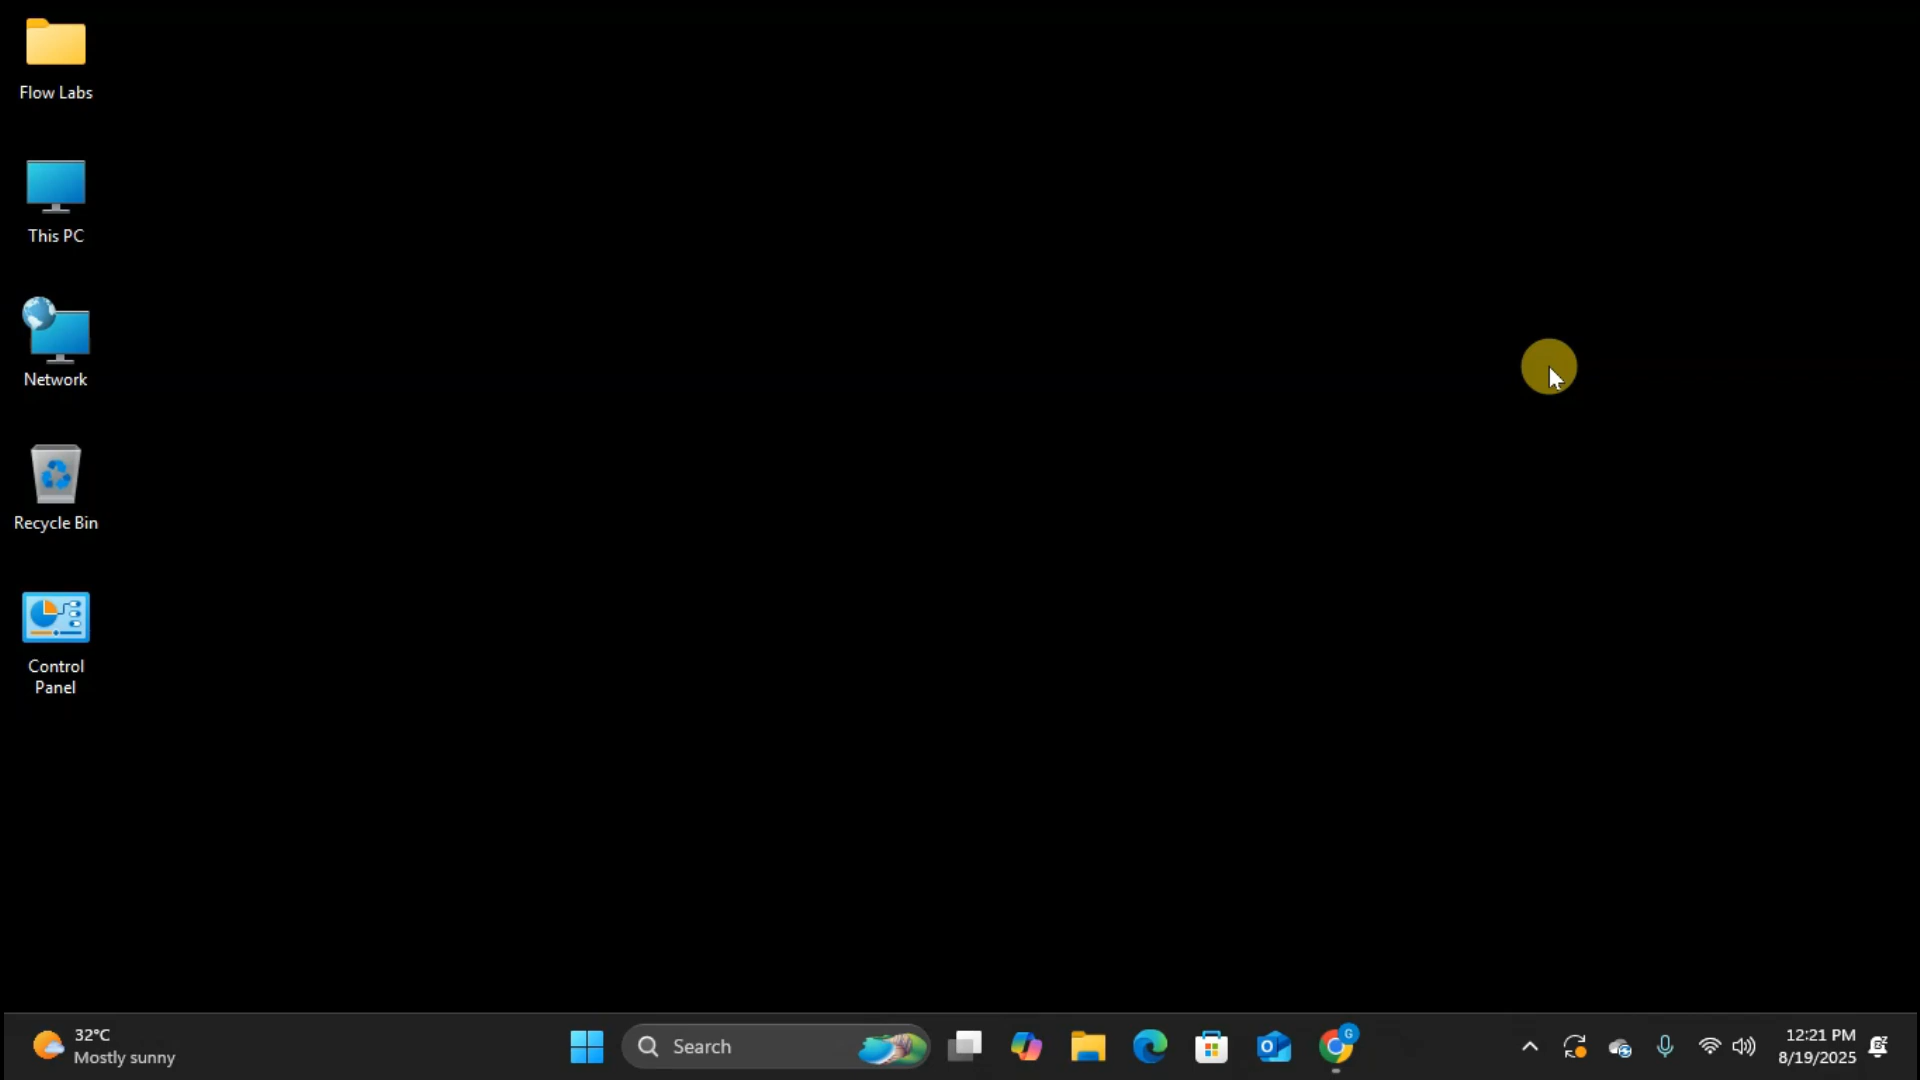 Flow Labs
This PC
Network
Recycle Bin
Control
Panel
32°C
Mostly sunny
Search
G
12:21 PM
8/19/2025